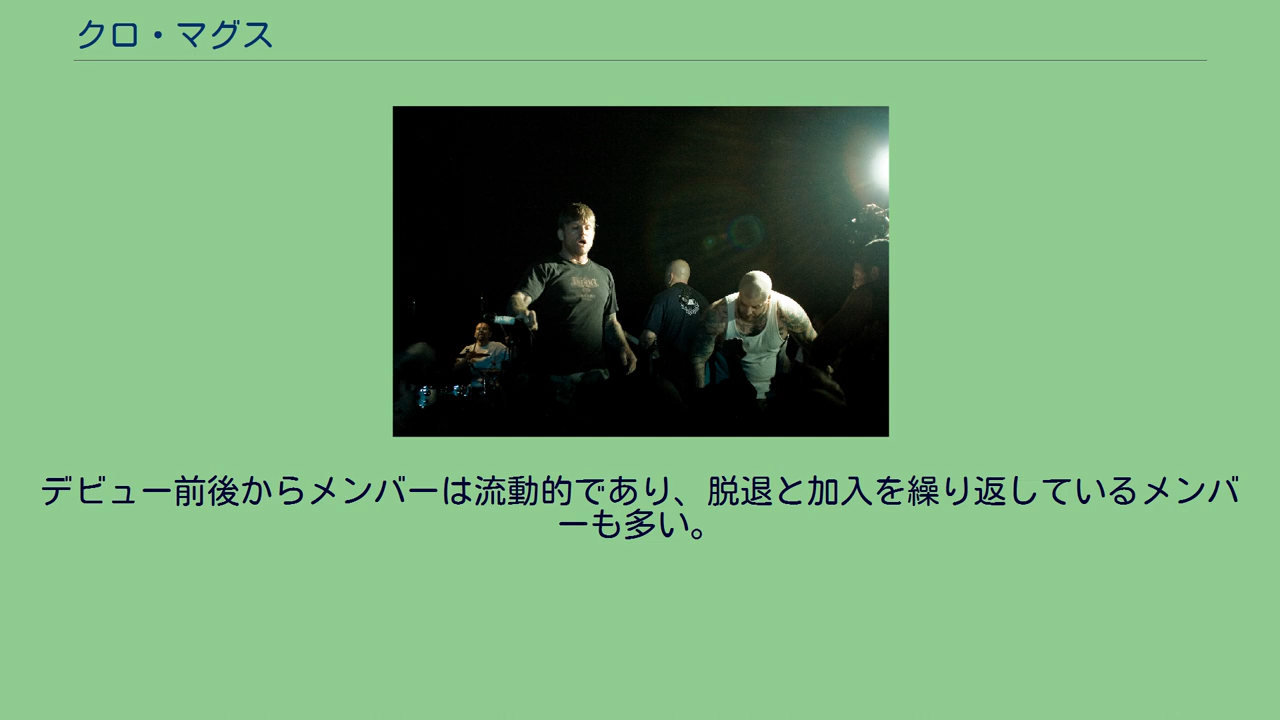 クロ・マグス
デビュー前後からメンバーは流動的であり、脱退と加入を繰り返しているメンバ
ーも多い。